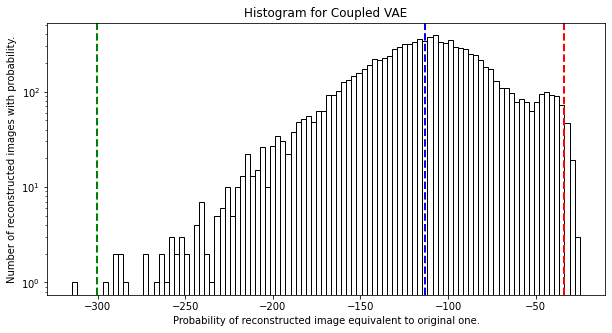 Histogram for Coupled VAE
Number of reconstructed images with probability.
10²
10¹
10⁰
−300 −250 −200 −150 −100 −50
Probability of reconstructed image equivalent to original one.